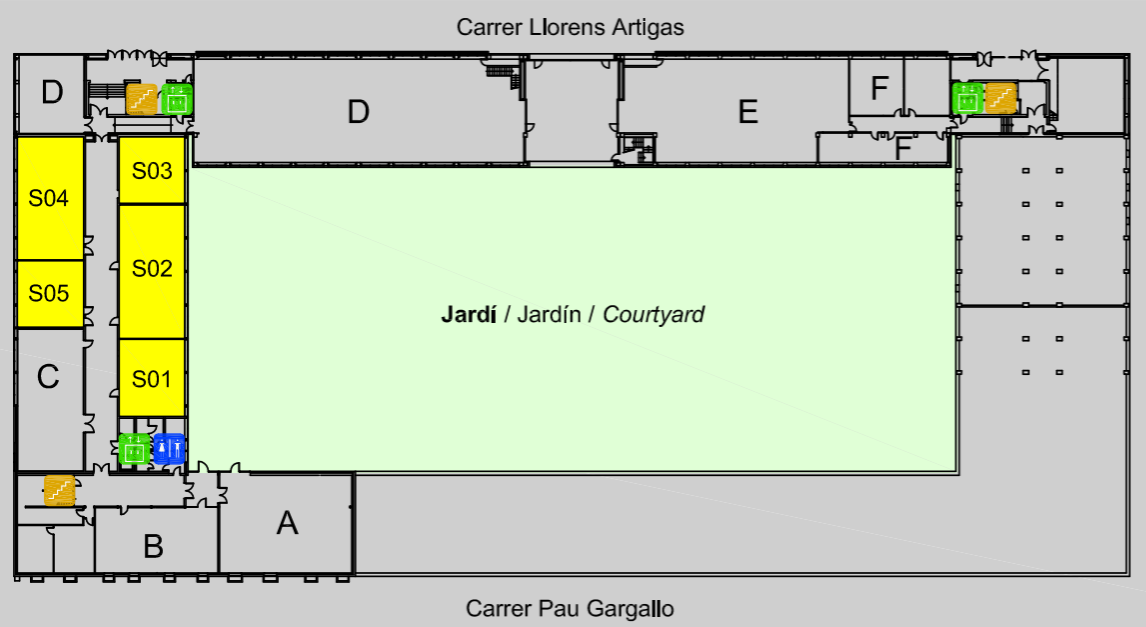 Carrer Llorens Artigas
D
D
E
F
F
S03
S04
S02
S05
Jardí / Jardín / Courtyard
C
S01
A
B
Carrer Pau Gargallo